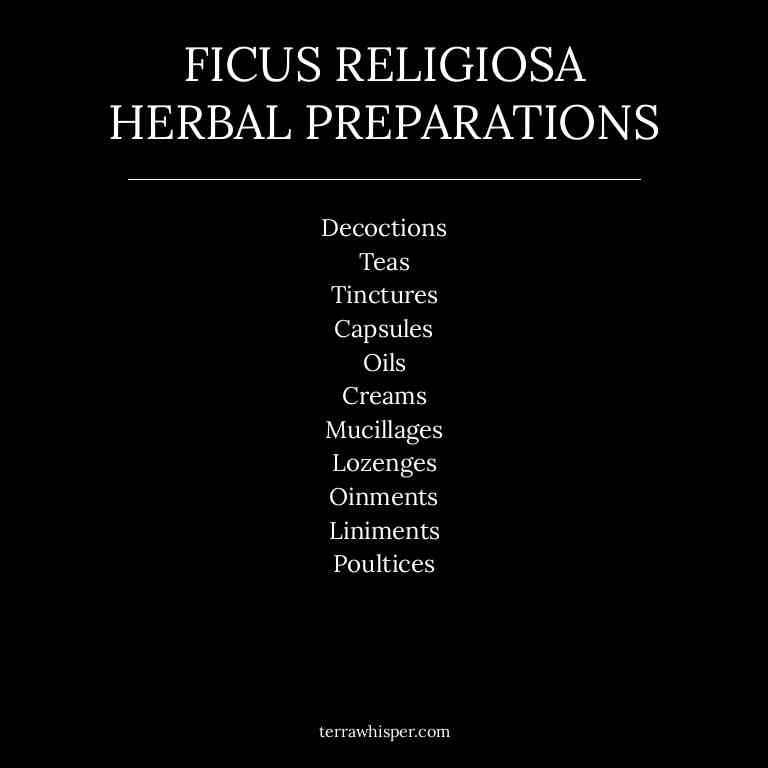 FICUS RELIGIOSA
HERBAL PREPARATIONS
Decoctions
Teas
Tinctures
Capsules
Oils
Creams
Mucillages
Lozenges
Oinments
Liniments
Poultices
terrawhisper.com